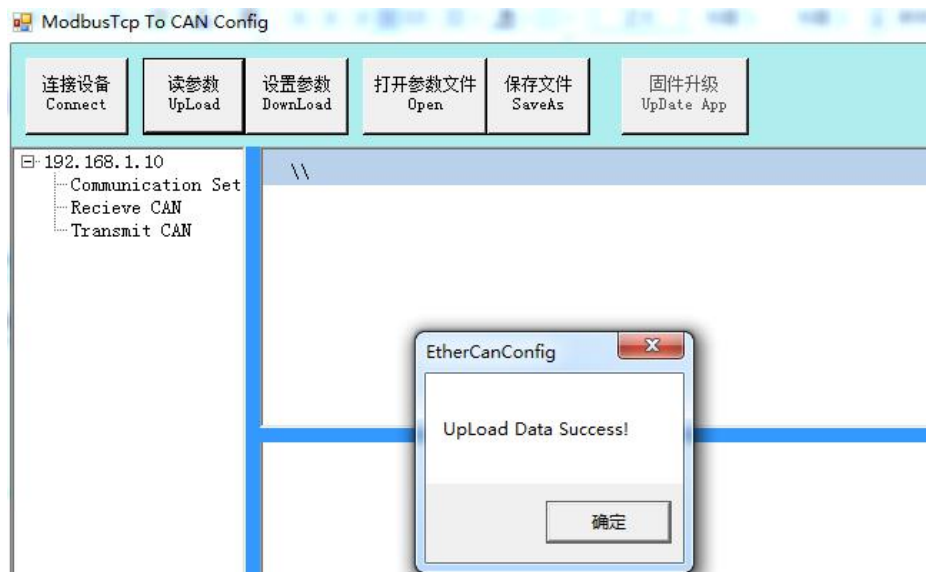 ModbusTcp To CAN Config
连接设备
Connect
读参数
UpLoad
设置参数
DownLoad
打开参数文件
Open
保存文件
SaveAs
固件升级
UpDate App
192.168.1.10
Communication Set
Recieve CAN
Transmit CAN
\\
EtherCanConfig
UpLoad Data Success!
确定